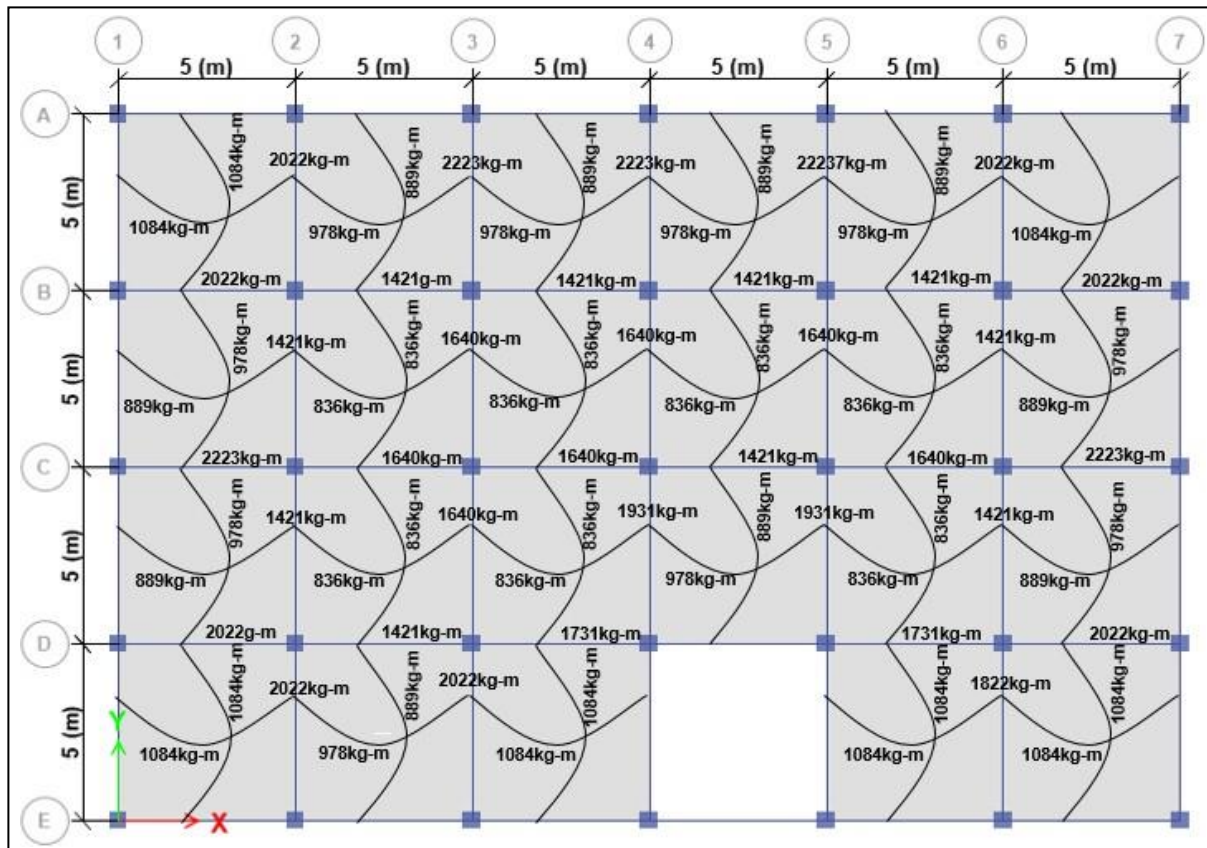 1 2 3 4 5 6 7
5 (m) 5 (m) 5 (m) 5 (m) 5 (m) 5 (m)
A
1084kg-m 889kg-m 889kg-m 889kg-m 889kg-m 1084kg-m
2022kg-m 2223kg-m 2223kg-m 22237kg-m 2022kg-m
5 (m)
1084kg-m 978kg-m 978kg-m 978kg-m 978kg-m 1084kg-m
B
2022kg-m 1421g-m 1421kg-m 1421kg-m 1421kg-m 2022kg-m
978kg-m 836kg-m 836kg-m 836kg-m 836kg-m 978kg-m
1421kg-m 1640kg-m 1640kg-m 1640kg-m 1421kg-m
5 (m)
889kg-m 836kg-m 836kg-m 836kg-m 836kg-m 889kg-m
C
2223kg-m 1640kg-m 1640kg-m 1421kg-m 1640kg-m 2223kg-m
978kg-m 836kg-m 836kg-m 889kg-m 836kg-m 978kg-m
1421kg-m 1640kg-m 1931kg-m 1931kg-m 1421kg-m
5 (m)
889kg-m 836kg-m 836kg-m 978kg-m 836kg-m 889kg-m
D
2022g-m 1421kg-m 1731kg-m 1731kg-m 2022kg-m
1084kg-m 889kg-m 1084kg-m 1084kg-m 1084kg-m
2022kg-m 2022kg-m 1822kg-m
Y
5 (m)
1084kg-m 978kg-m 1084kg-m 1084kg-m 1084kg-m
E
X